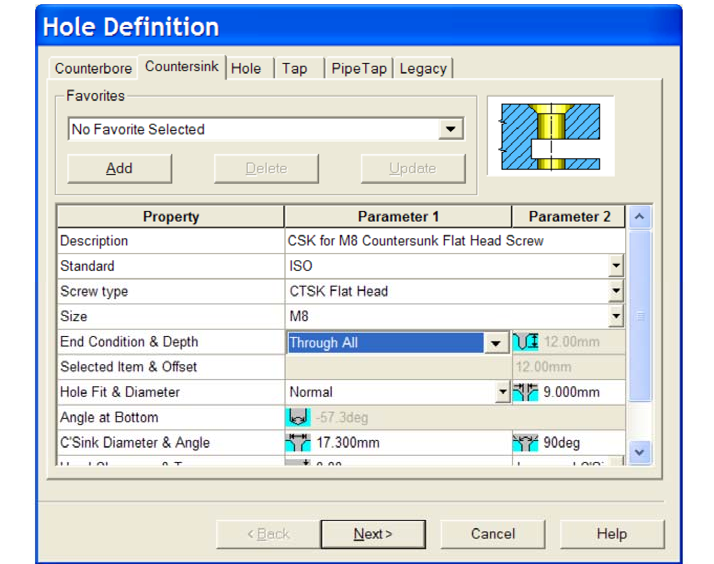 Hole Definition
Counterbore Countersink Hole Tap PipeTap Legacy
Favorites
No Favorite Selected
Add Delete Update
Property Parameter 1 Parameter 2
Description CSK for M8 Countersunk Flat Head Screw
Standard ISO
Screw type CTSK Flat Head
Size M8
End Condition & Depth Through All 12.00mm
Selected Item & Offset 12.00mm
Hole Fit & Diameter Normal 9.000mm
Angle at Bottom -57.3deg
C'Sink Diameter & Angle 17.300mm 90deg
< Back Next > Cancel Help